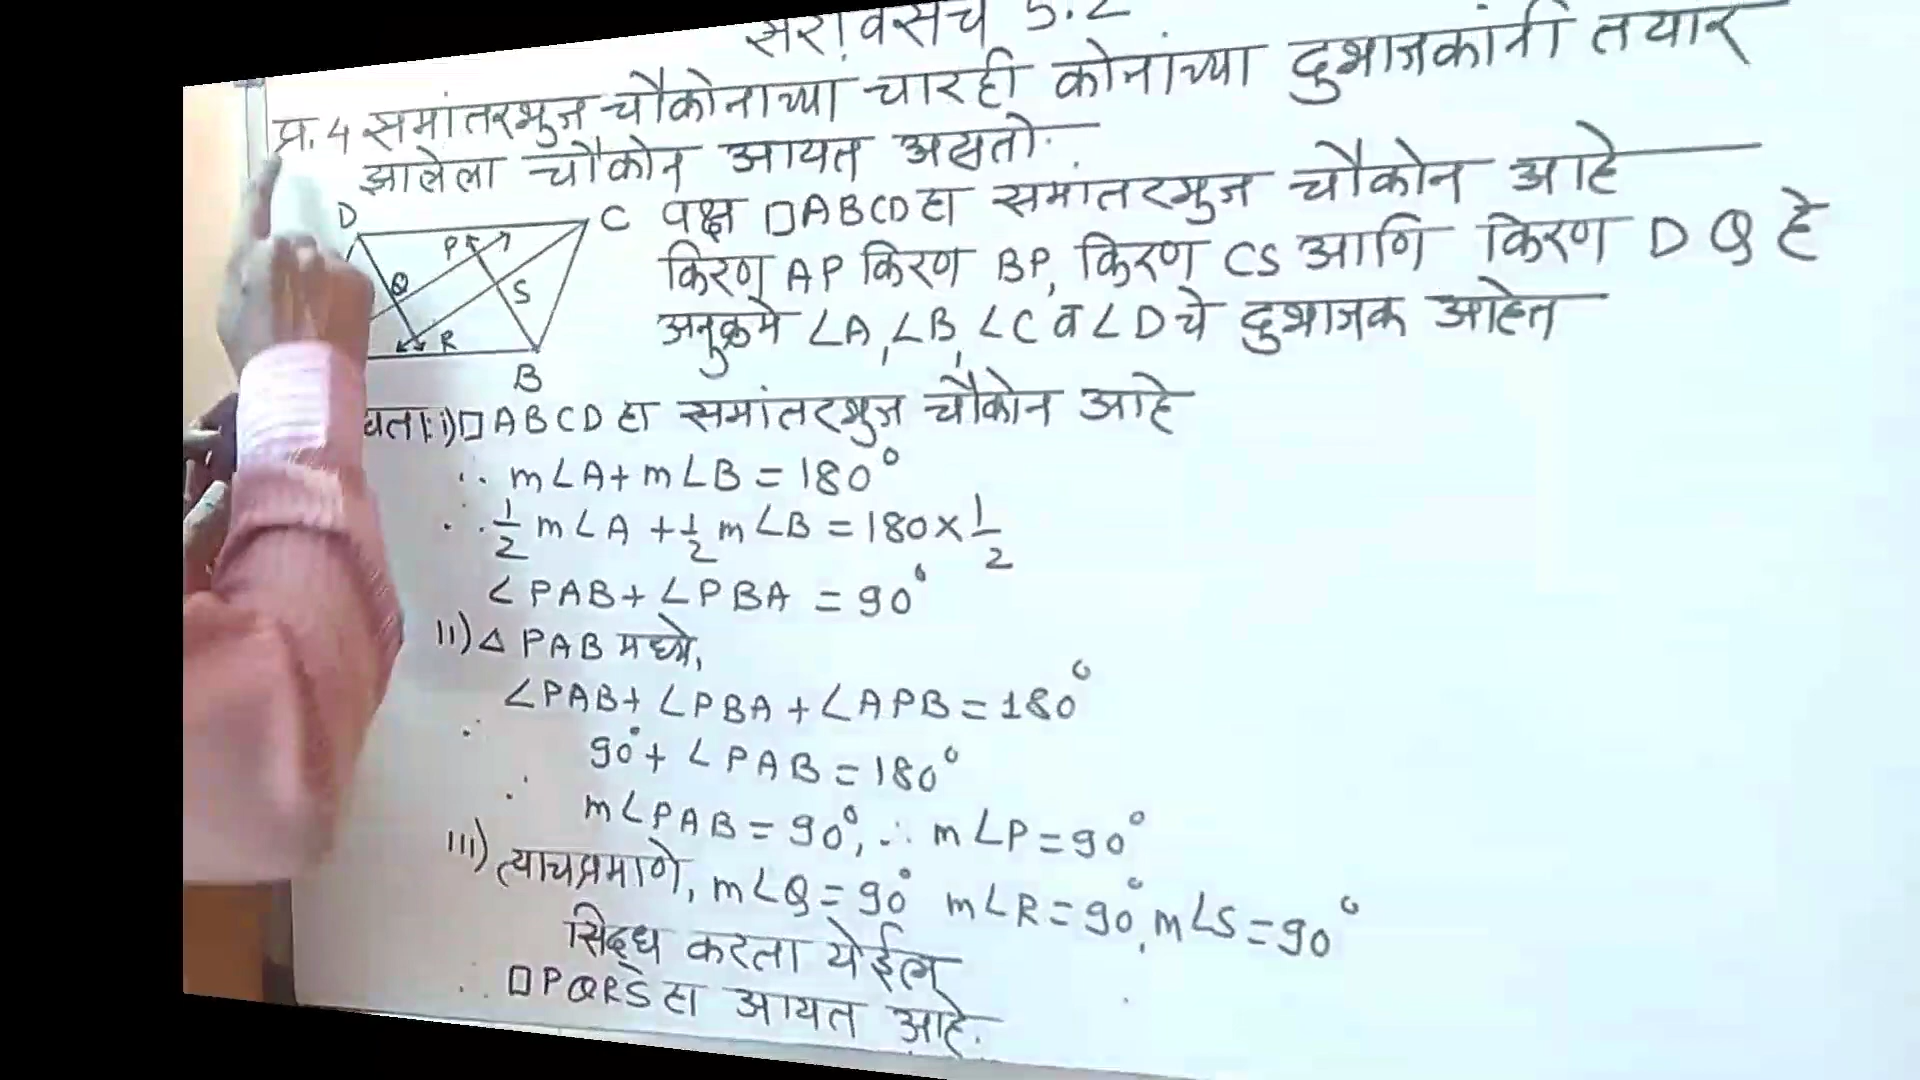 सरावसंच 5.2
प्र.4 समांतरभुज चौकोनाच्या चारही कोनांच्या दुभाजकांनी तयार
झालेला चौकोन आयत असतो.
D C P Q S R B
पक्ष □ABCD हा समांतरभुज चौकोन आहे
किरण AP किरण BP, किरण CS आणि किरण DQ हे
अनुक्रमे ∠A, ∠B, ∠C व ∠D चे दुभाजक आहेत
i) □ABCD हा समांतरभुज चौकोन आहे
∴ m∠A + m∠B = 180°
∴ 1/2 m∠A + 1/2 m∠B = 180 × 1/2
∠PAB + ∠PBA = 90°
II) △PAB मध्ये,
∠PAB + ∠PBA + ∠APB = 180°
90° + ∠PAB = 180°
m∠PAB = 90°, ∴ m∠P = 90°
III) त्याचप्रमाणे, m∠Q = 90° m∠R = 90°, m∠S = 90°
सिद्ध करता येईल
∴ □PQRS हा आयत आहे.